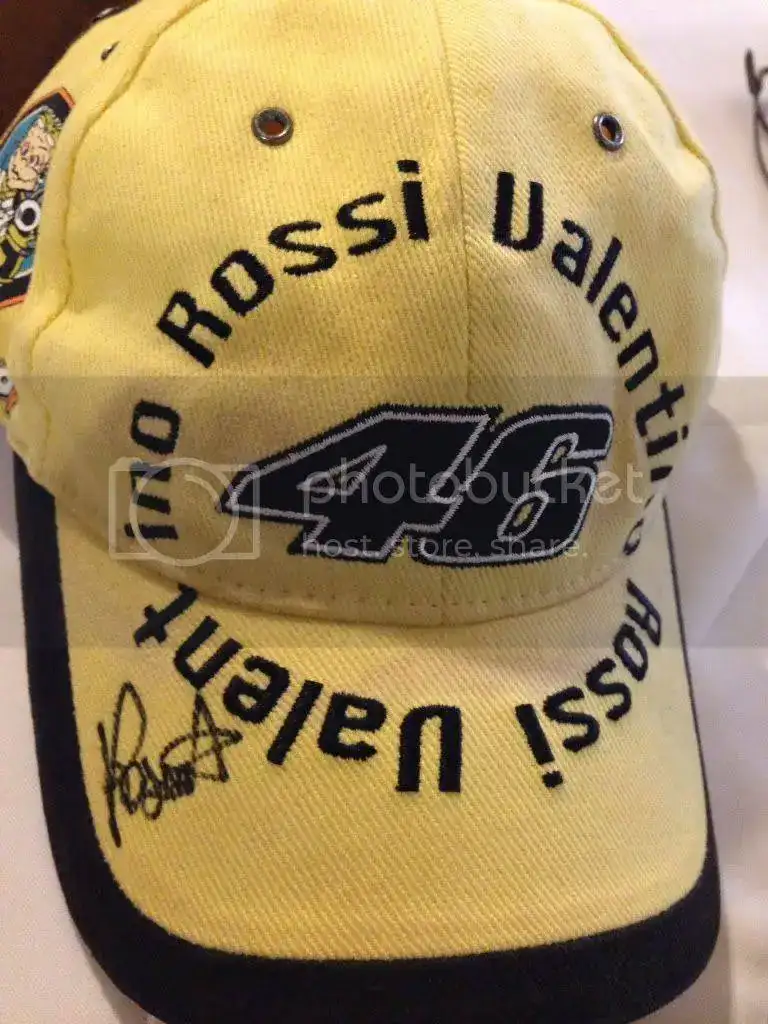 Rossi Valentino Rossi Valentino
46
photobucket
host. store. share.